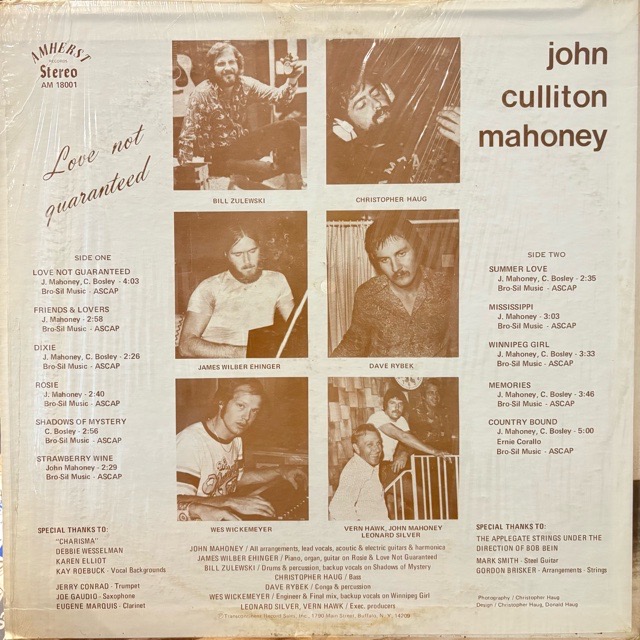 AMHERST
RECORDS
Stereo
AM 18001
Love not
quaranteed
john
culliton
mahoney
BILL ZULEWSKI
CHRISTOPHER HAUG
JAMES WILBER EHINGER
DAVE RYBEK
WES WICKEMEYER
VERN HAWK, JOHN MAHONEY
LEONARD SILVER
SIDE ONE
LOVE NOT GUARANTEED
J. Mahoney, C. Bosley - 4:03
Bro-Sil Music - ASCAP
FRIENDS & LOVERS
J. Mahoney - 2:58
Bro-Sil Music - ASCAP
DIXIE
J. Mahoney, C. Bosley - 2:26
Bro-Sil Music - ASCAP
ROSIE
J. Mahoney - 2:40
Bro-Sil Music - ASCAP
SHADOWS OF MYSTERY
C. Bosley - 2:56
Bro-Sil Music - ASCAP
STRAWBERRY WINE
John Mahoney - 2:29
Bro-Sil Music - ASCAP
SIDE TWO
SUMMER LOVE
J. Mahoney, C. Bosley - 2:35
Bro-Sil Music - ASCAP
MISSISSIPPI
J. Mahoney - 3:03
Bro-Sil Music - ASCAP
WINNIPEG GIRL
J. Mahoney, C. Bosley - 3:33
Bro-Sil Music - ASCAP
MEMORIES
J. Mahoney, C. Bosley - 3:46
Bro-Sil Music - ASCAP
COUNTRY BOUND
J. Mahoney, C. Bosley - 5:00
Ernie Corallo
Bro-Sil Music - ASCAP
SPECIAL THANKS TO:
"CHARISMA"
DEBBIE WESSELMAN
KAREN ELLIOT
KAY ROEBUCK - Vocal Backgrounds
JERRY CONRAD - Trumpet
JOE GAUDIO - Saxophone
EUGENE MARQUIS - Clarinet
JOHN MAHONEY / All arrangements, lead vocals, acoustic & electric guitars & harmonica
JAMES WILBER EHINGER / Piano, organ, guitar on Rosie & Love Not Guaranteed
BILL ZULEWSKI / Drums & percussion, backup vocals on Shadows of Mystery
CHRISTOPHER HAUG / Bass
DAVE RYBEK / Conga & percussion
WES WICKEMEYER / Engineer & Final mix, backup vocals on Winnipeg Girl
LEONARD SILVER, VERN HAWK / Exec. producers
Transcontinent Record Sales, Inc., 1790 Main Street, Buffalo, N. Y. 14209
SPECIAL THANKS TO:
THE APPLEGATE STRINGS UNDER THE
DIRECTION OF BOB BEIN
MARK SMITH - Steel Guitar
GORDON BRISKER - Arrangements - Strings
Photography / Christopher Haug
Design / Christopher Haug, Donald Haug